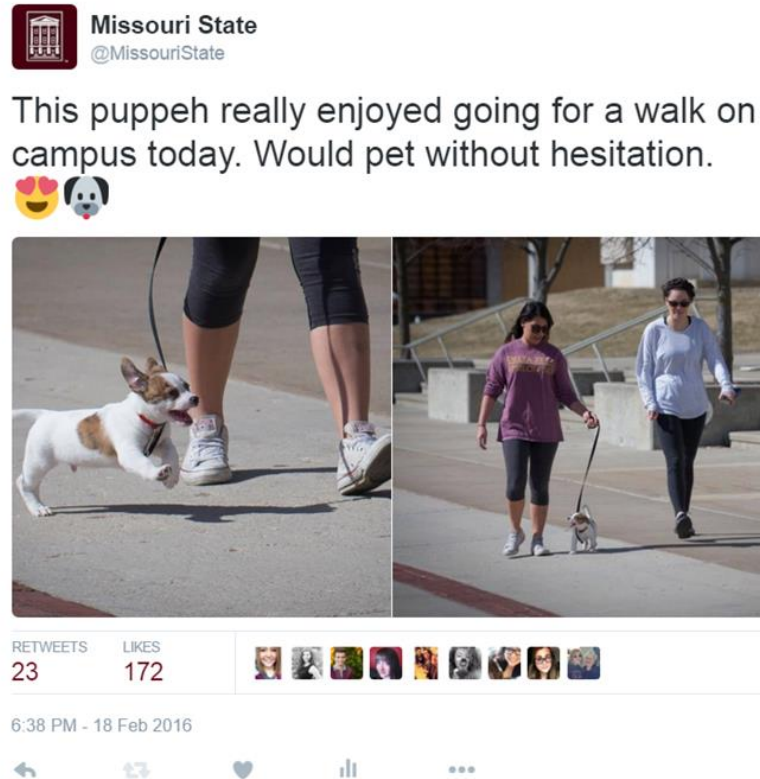 Missouri State
@MissouriState
This puppeh really enjoyed going for a walk on
campus today. Would pet without hesitation.
😍🐶
RETWEETS LIKES
23 172
6:38 PM - 18 Feb 2016